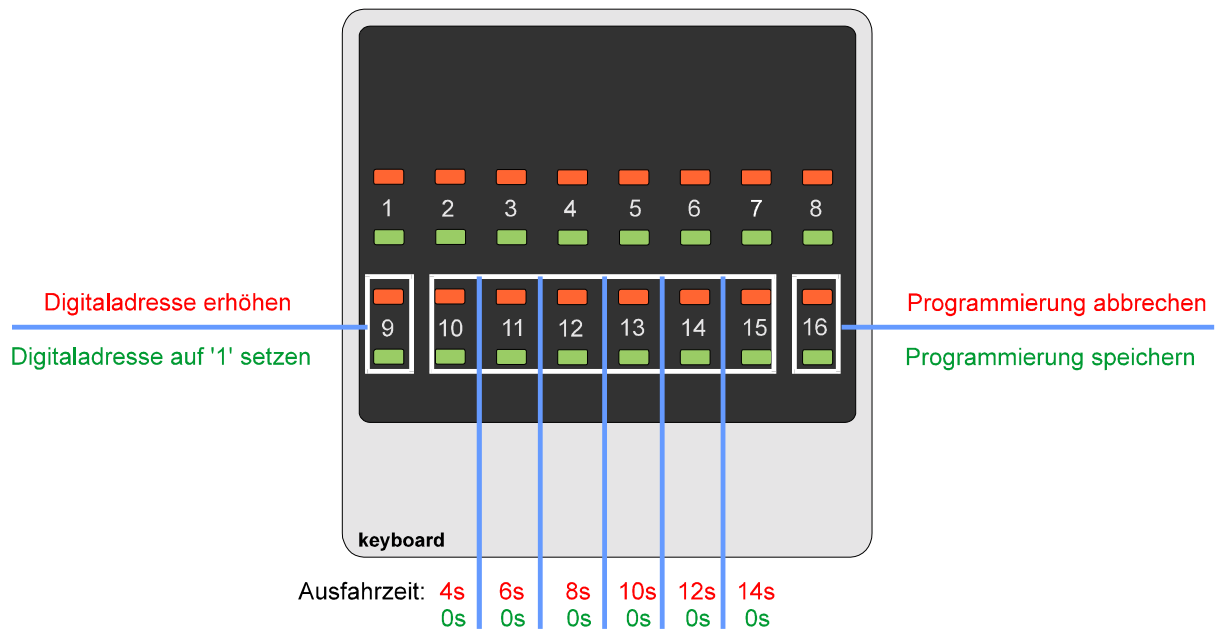 1 2 3 4 5 6 7 8
Digitaladresse erhöhen
Programmierung abbrechen
9 10 11 12 13 14 15 16
Digitaladresse auf '1' setzen
Programmierung speichern
keyboard
Ausfahrzeit: 4s 6s 8s 10s 12s 14s
0s 0s 0s 0s 0s 0s